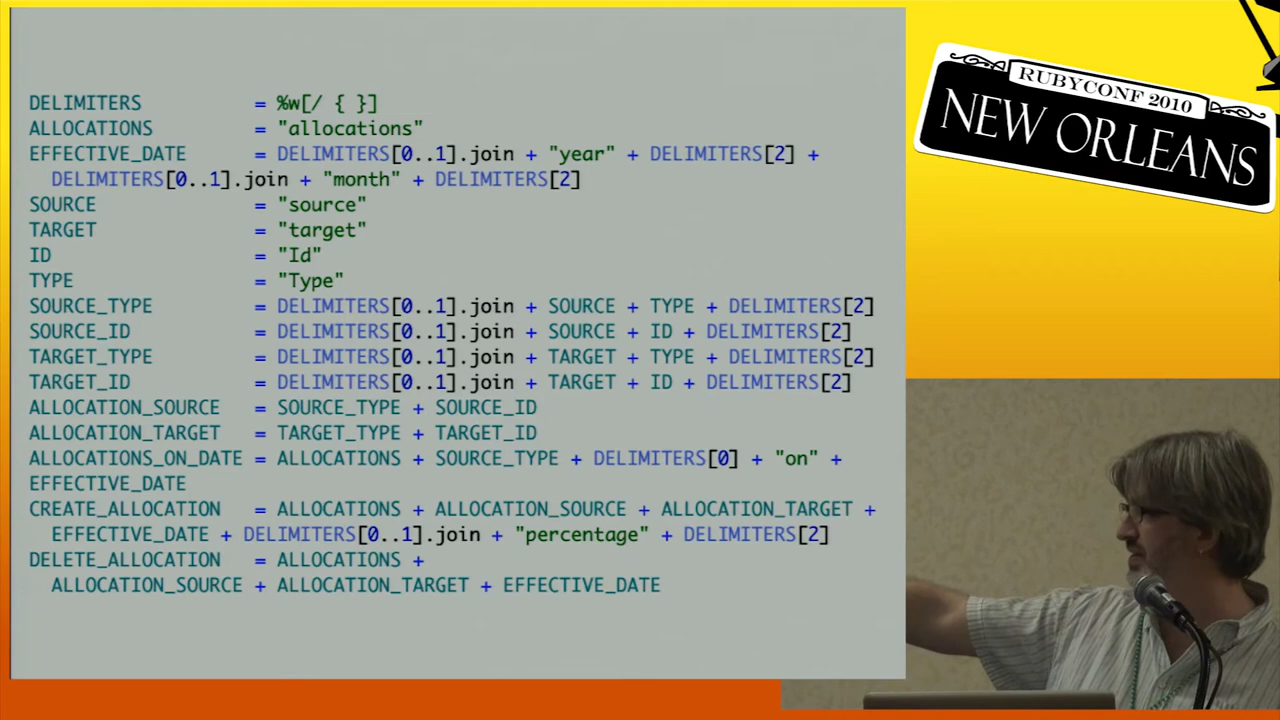 DELIMITERS = %w[/ { }]
ALLOCATIONS = "allocations"
EFFECTIVE_DATE = DELIMITERS[0..1].join + "year" + DELIMITERS[2] +
DELIMITERS[0..1].join + "month" + DELIMITERS[2]
SOURCE = "source"
TARGET = "target"
ID = "Id"
TYPE = "Type"
SOURCE_TYPE = DELIMITERS[0..1].join + SOURCE + TYPE + DELIMITERS[2]
SOURCE_ID = DELIMITERS[0..1].join + SOURCE + ID + DELIMITERS[2]
TARGET_TYPE = DELIMITERS[0..1].join + TARGET + TYPE + DELIMITERS[2]
TARGET_ID = DELIMITERS[0..1].join + TARGET + ID + DELIMITERS[2]
ALLOCATION_SOURCE = SOURCE_TYPE + SOURCE_ID
ALLOCATION_TARGET = TARGET_TYPE + TARGET_ID
ALLOCATIONS_ON_DATE = ALLOCATIONS + SOURCE_TYPE + DELIMITERS[0] + "on" +
EFFECTIVE_DATE
CREATE_ALLOCATION = ALLOCATIONS + ALLOCATION_SOURCE + ALLOCATION_TARGET +
EFFECTIVE_DATE + DELIMITERS[0..1].join + "percentage" + DELIMITERS[2]
DELETE_ALLOCATION = ALLOCATIONS +
ALLOCATION_SOURCE + ALLOCATION_TARGET + EFFECTIVE_DATE
RUBYCONF 2010
NEW ORLEANS